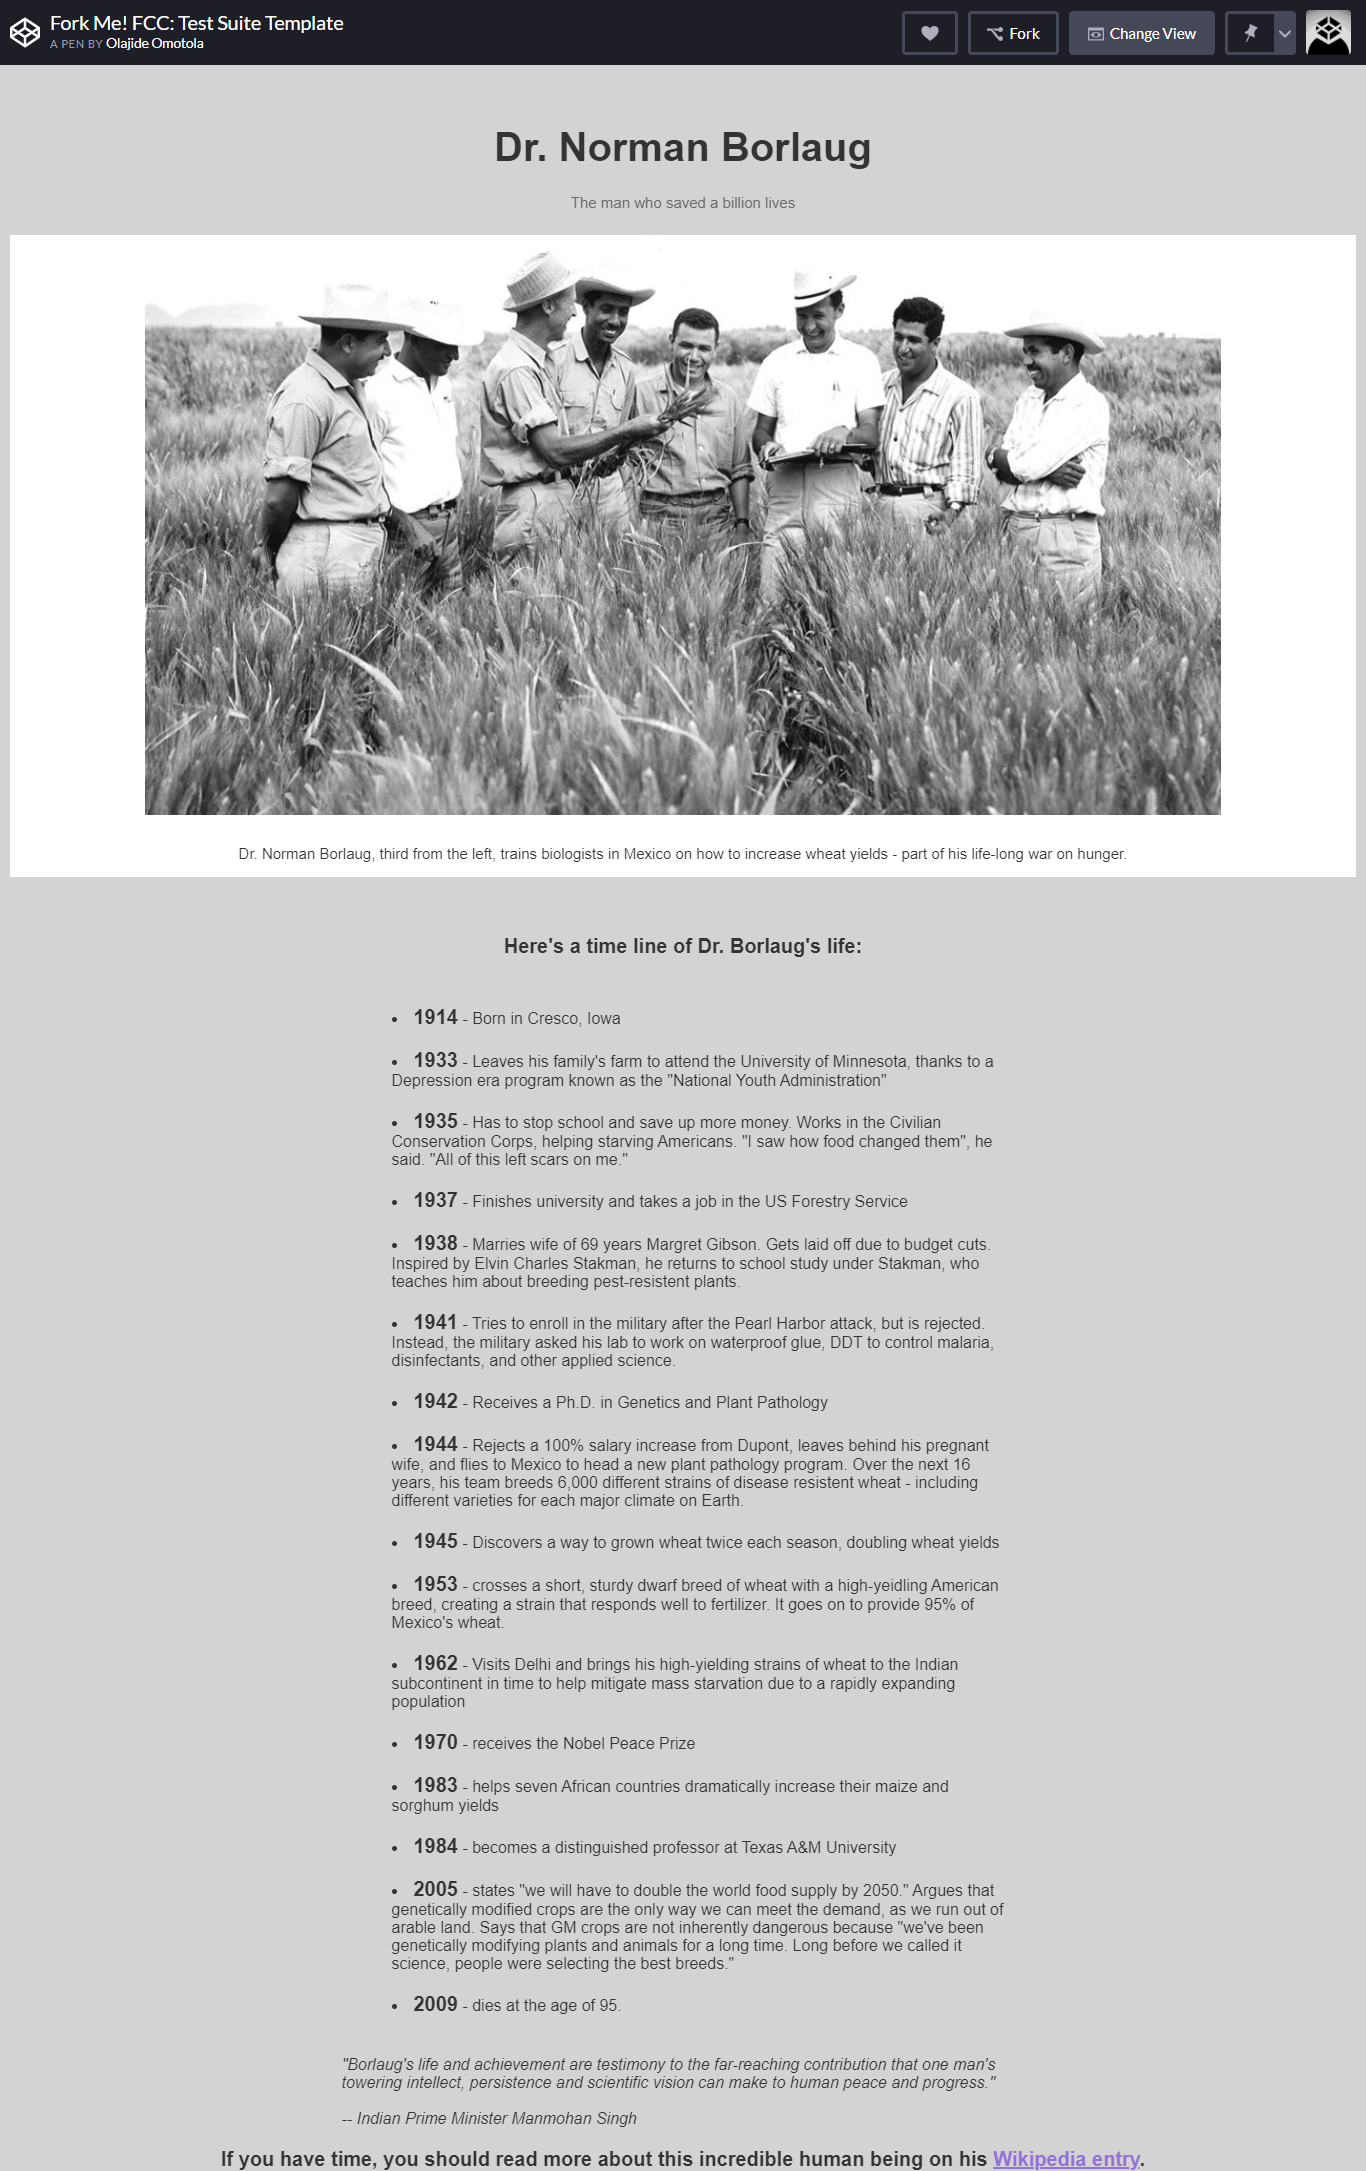 Fork Me! FCC: Test Suite Template
A PEN BY Olajide Omotola
Fork
Change View
Dr. Norman Borlaug
The man who saved a billion lives
Dr. Norman Borlaug, third from the left, trains biologists in Mexico on how to increase wheat yields - part of his life-long war on hunger.
Here's a time line of Dr. Borlaug's life:
• 1914 - Born in Cresco, Iowa
• 1933 - Leaves his family's farm to attend the University of Minnesota, thanks to a
Depression era program known as the "National Youth Administration"
• 1935 - Has to stop school and save up more money. Works in the Civilian
Conservation Corps, helping starving Americans. "I saw how food changed them", he
said. "All of this left scars on me."
• 1937 - Finishes university and takes a job in the US Forestry Service
• 1938 - Marries wife of 69 years Margret Gibson. Gets laid off due to budget cuts.
Inspired by Elvin Charles Stakman, he returns to school study under Stakman, who
teaches him about breeding pest-resistent plants.
• 1941 - Tries to enroll in the military after the Pearl Harbor attack, but is rejected.
Instead, the military asked his lab to work on waterproof glue, DDT to control malaria,
disinfectants, and other applied science.
• 1942 - Receives a Ph.D. in Genetics and Plant Pathology
• 1944 - Rejects a 100% salary increase from Dupont, leaves behind his pregnant
wife, and flies to Mexico to head a new plant pathology program. Over the next 16
years, his team breeds 6,000 different strains of disease resistent wheat - including
different varieties for each major climate on Earth.
• 1945 - Discovers a way to grown wheat twice each season, doubling wheat yields
• 1953 - crosses a short, sturdy dwarf breed of wheat with a high-yeidling American
breed, creating a strain that responds well to fertilizer. It goes on to provide 95% of
Mexico's wheat.
• 1962 - Visits Delhi and brings his high-yielding strains of wheat to the Indian
subcontinent in time to help mitigate mass starvation due to a rapidly expanding
population
• 1970 - receives the Nobel Peace Prize
• 1983 - helps seven African countries dramatically increase their maize and
sorghum yields
• 1984 - becomes a distinguished professor at Texas A&M University
• 2005 - states "we will have to double the world food supply by 2050." Argues that
genetically modified crops are the only way we can meet the demand, as we run out of
arable land. Says that GM crops are not inherently dangerous because "we've been
genetically modifying plants and animals for a long time. Long before we called it
science, people were selecting the best breeds."
• 2009 - dies at the age of 95.
"Borlaug's life and achievement are testimony to the far-reaching contribution that one man's
towering intellect, persistence and scientific vision can make to human peace and progress."
-- Indian Prime Minister Manmohan Singh
If you have time, you should read more about this incredible human being on his Wikipedia entry.